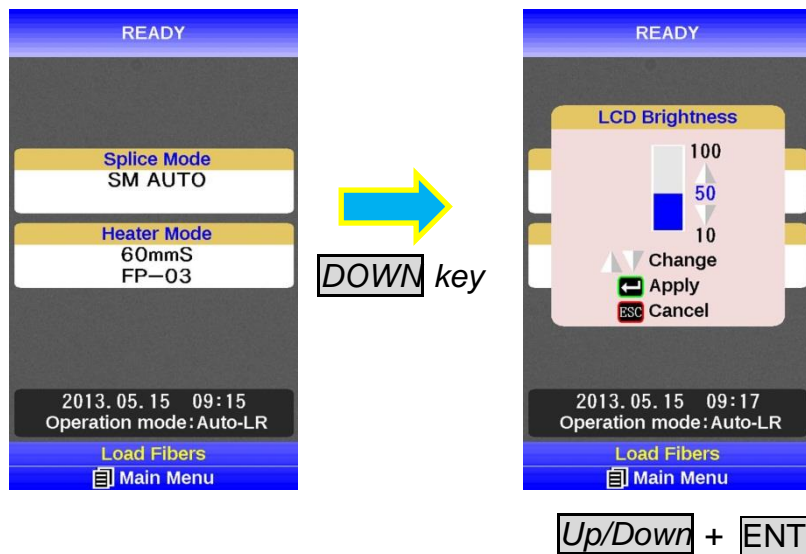 READY
Splice Mode
SM AUTO
Heater Mode
60mmS
FP-03
2013.05.15 09:15
Operation mode:Auto-LR
Load Fibers
Main Menu
DOWN key
READY
LCD Brightness
100
50
10
Change
Apply
ESC Cancel
2013.05.15 09:17
Operation mode:Auto-LR
Load Fibers
Main Menu
Up/Down + ENT